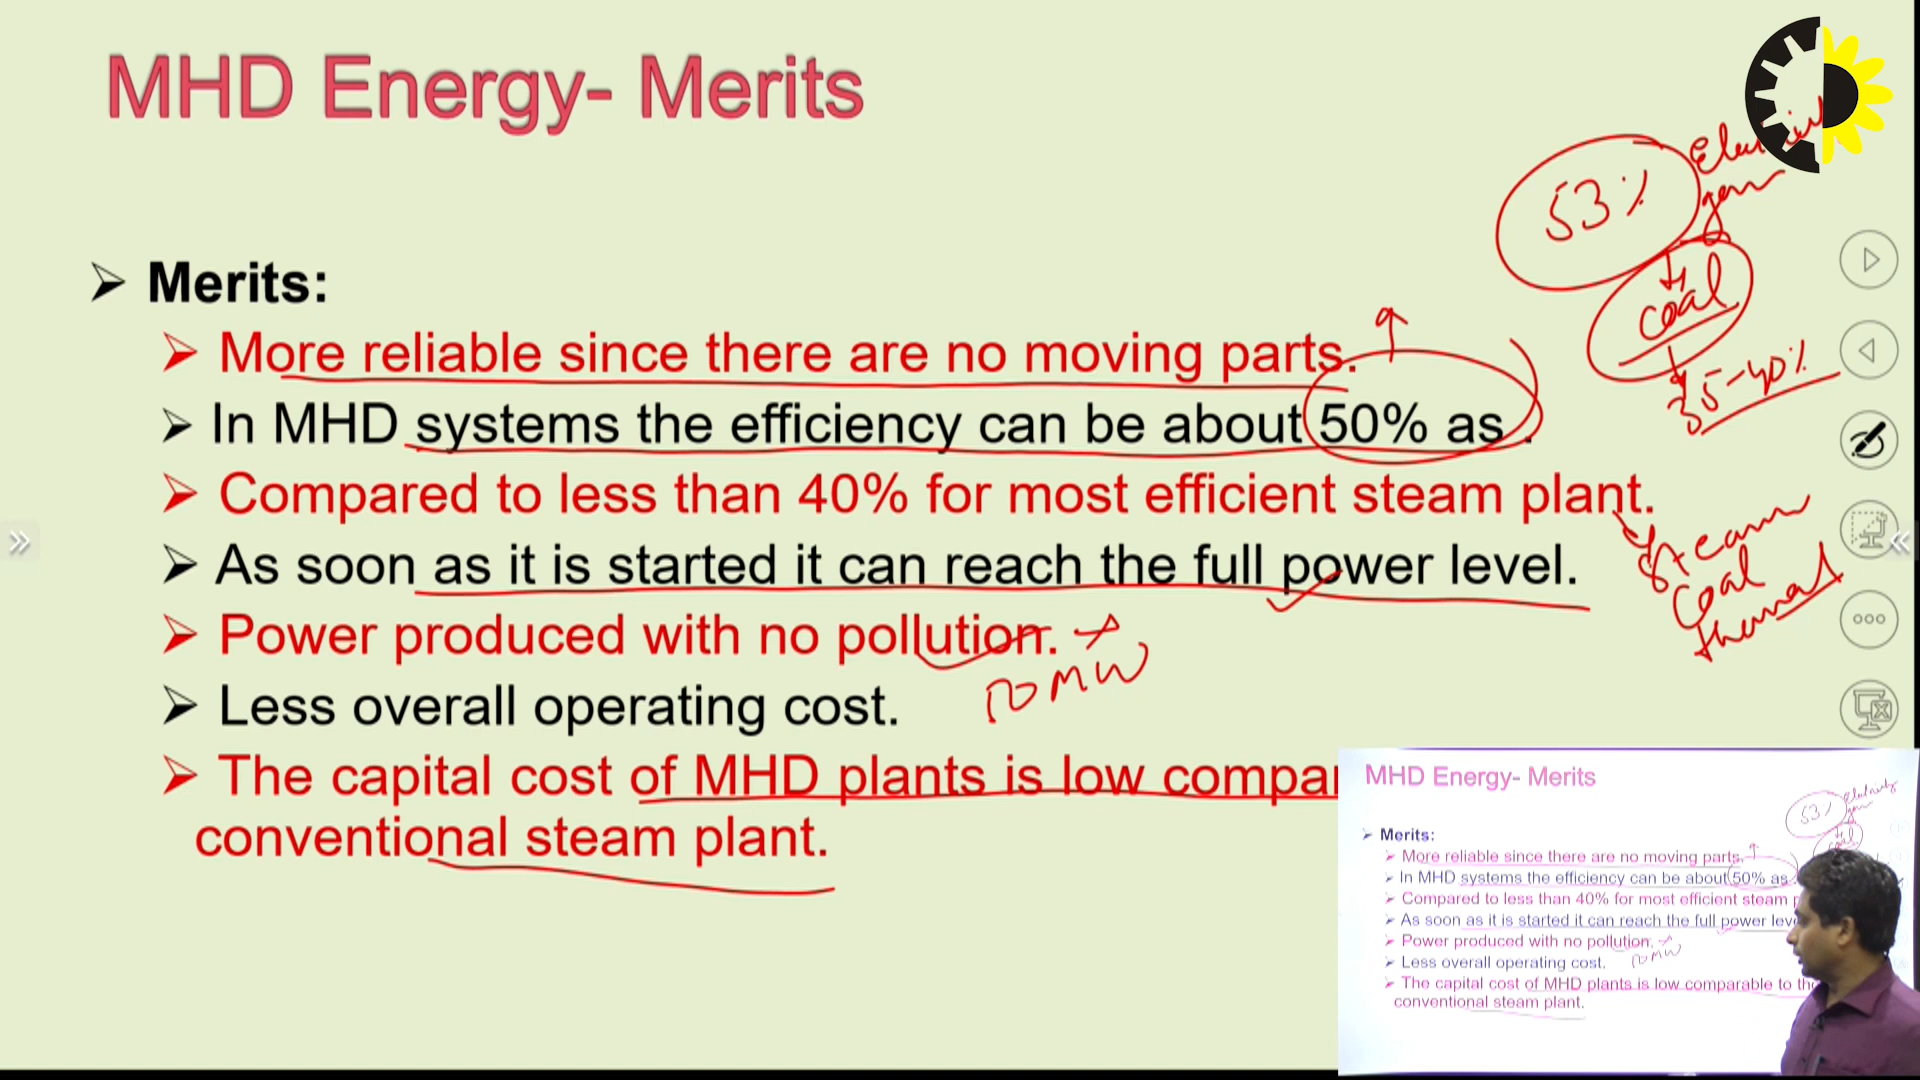 MHD Energy- Merits
53%
gen
coal
35-40%
Merits:
More reliable since there are no moving parts.
In MHD systems the efficiency can be about 50% as .
Compared to less than 40% for most efficient steam plant.
As soon as it is started it can reach the full power level.
Power produced with no pollution.
Less overall operating cost.
The capital cost of MHD plants is low compar
conventional steam plant.
steam
coal
thermal
MW
MHD Energy- Merits
53%
Merits:
More reliable since there are no moving parts.
In MHD systems the efficiency can be about 50% as
Compared to less than 40% for most efficient steam p
As soon as it is started it can reach the full power leve
Power produced with no pollution.
Less overall operating cost.
MW
The capital cost of MHD plants is low comparable to the
conventional steam plant.